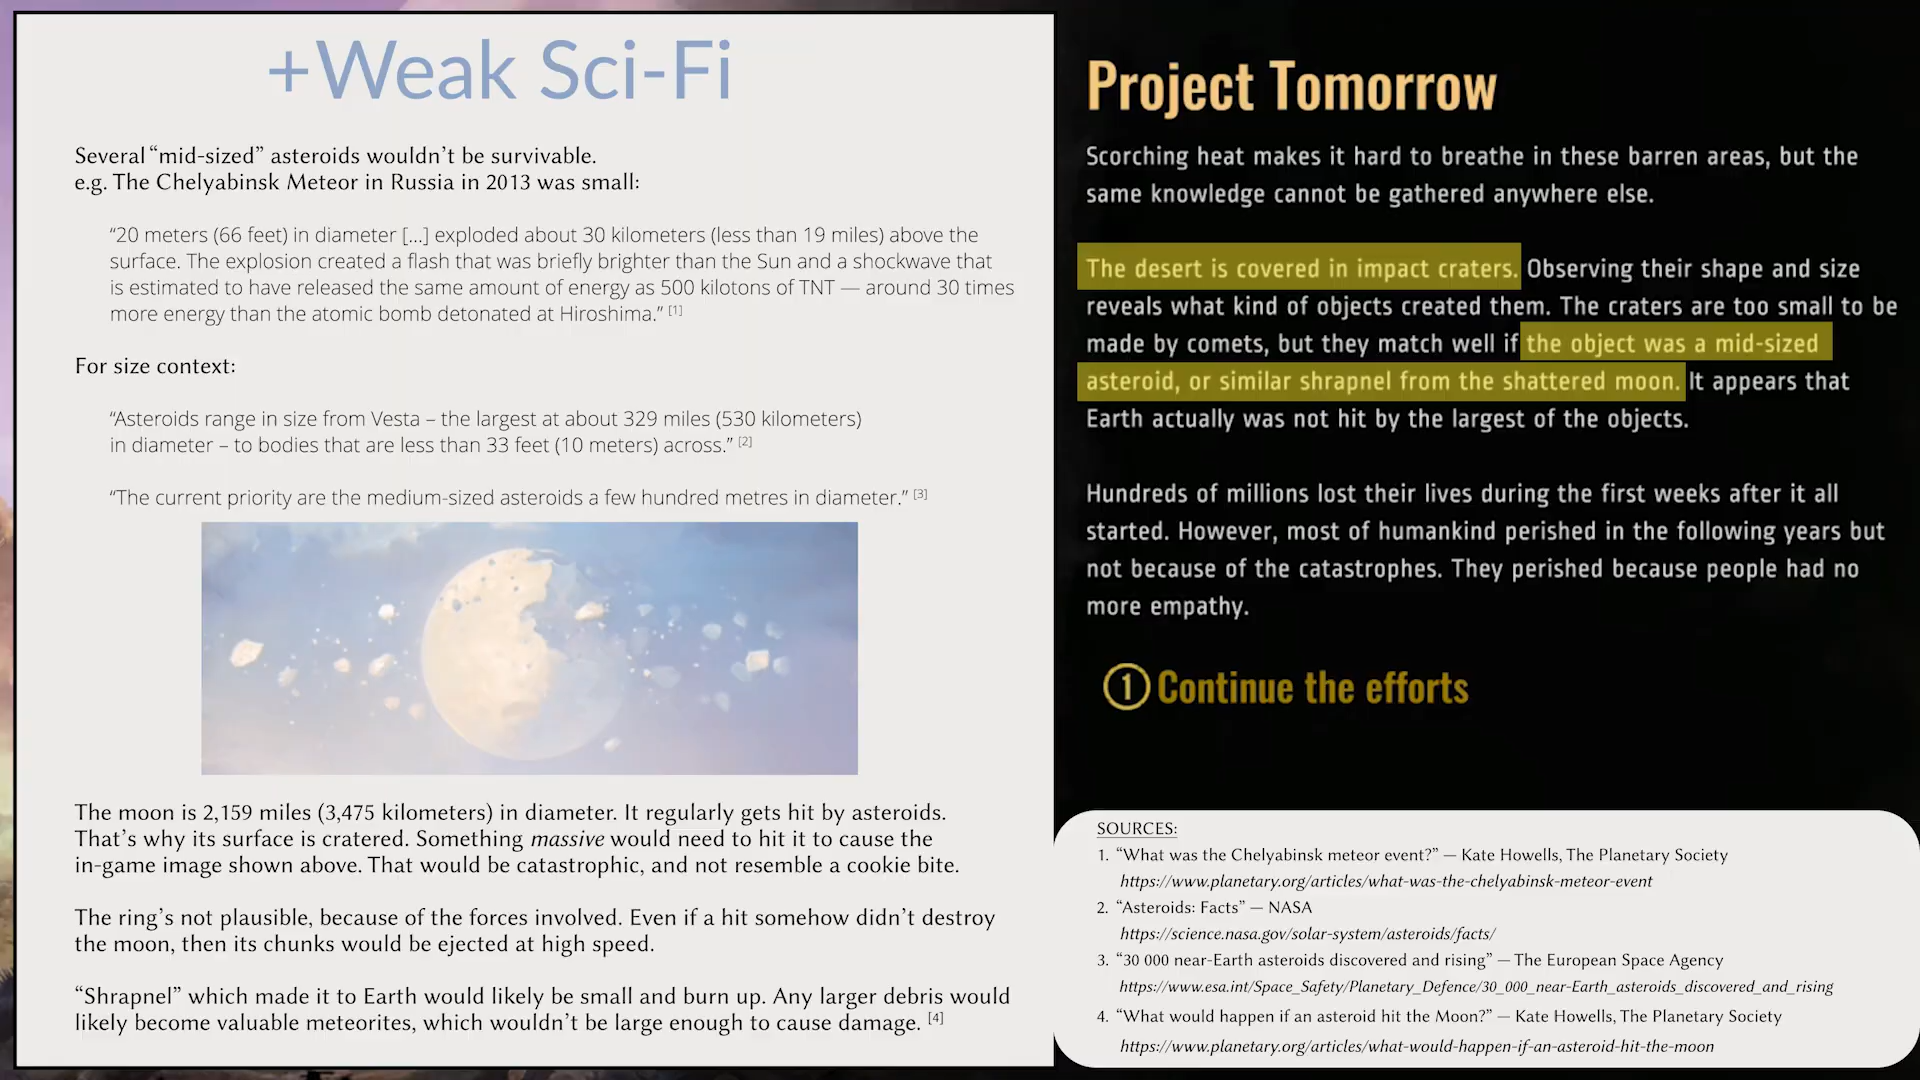 +Weak Sci-Fi
Several “mid-sized” asteroids wouldn’t be survivable.
e.g. The Chelyabinsk Meteor in Russia in 2013 was small:
“20 meters (66 feet) in diameter [...] exploded about 30 kilometers (less than 19 miles) above the
surface. The explosion created a flash that was briefly brighter than the Sun and a shockwave that
is estimated to have released the same amount of energy as 500 kilotons of TNT — around 30 times
more energy than the atomic bomb detonated at Hiroshima.” [1]
For size context:
“Asteroids range in size from Vesta – the largest at about 329 miles (530 kilometers)
in diameter – to bodies that are less than 33 feet (10 meters) across.” [2]
“The current priority are the medium-sized asteroids a few hundred metres in diameter.” [3]
The moon is 2,159 miles (3,475 kilometers) in diameter. It regularly gets hit by asteroids.
That’s why its surface is cratered. Something massive would need to hit it to cause the
in-game image shown above. That would be catastrophic, and not resemble a cookie bite.
The ring’s not plausible, because of the forces involved. Even if a hit somehow didn’t destroy
the moon, then its chunks would be ejected at high speed.
“Shrapnel” which made it to Earth would likely be small and burn up. Any larger debris would
likely become valuable meteorites, which wouldn’t be large enough to cause damage. [4]
Project Tomorrow
Scorching heat makes it hard to breathe in these barren areas, but the
same knowledge cannot be gathered anywhere else.
The desert is covered in impact craters. Observing their shape and size
reveals what kind of objects created them. The craters are too small to be
made by comets, but they match well if the object was a mid-sized
asteroid, or similar shrapnel from the shattered moon. It appears that
Earth actually was not hit by the largest of the objects.
Hundreds of millions lost their lives during the first weeks after it all
started. However, most of humankind perished in the following years but
not because of the catastrophes. They perished because people had no
more empathy.
1 Continue the efforts
SOURCES:
1. “What was the Chelyabinsk meteor event?” — Kate Howells, The Planetary Society
https://www.planetary.org/articles/what-was-the-chelyabinsk-meteor-event
2. “Asteroids: Facts” — NASA
https://science.nasa.gov/solar-system/asteroids/facts/
3. “30 000 near-Earth asteroids discovered and rising” — The European Space Agency
https://www.esa.int/Space_Safety/Planetary_Defence/30_000_near-Earth_asteroids_discovered_and_rising
4. “What would happen if an asteroid hit the Moon?” — Kate Howells, The Planetary Society
https://www.planetary.org/articles/what-would-happen-if-an-asteroid-hit-the-moon